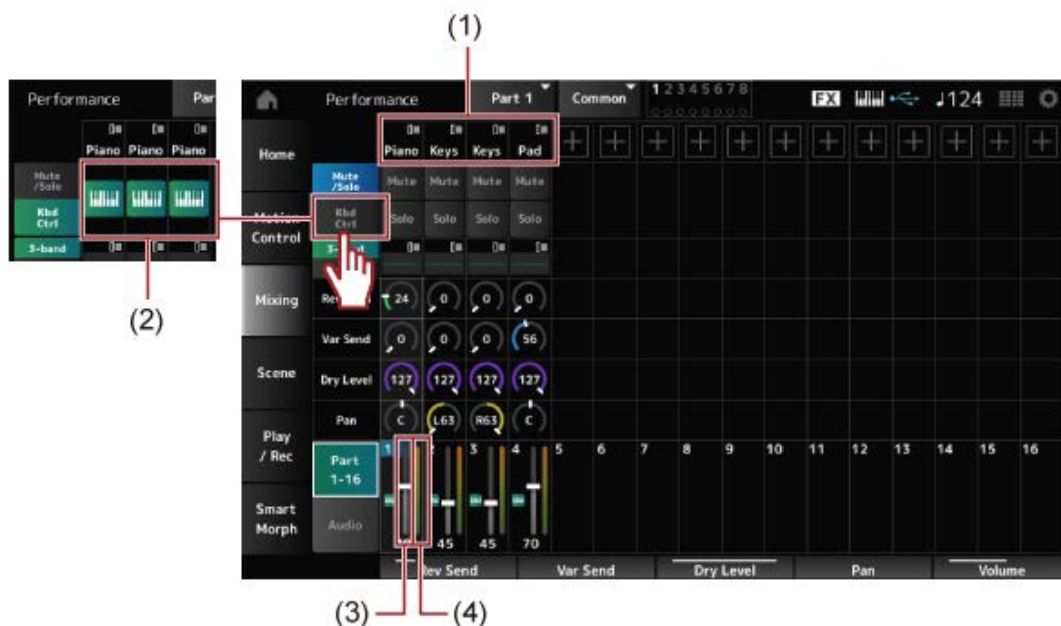 (1)
Performance Par
Piano Piano Piano
Mute /Solo
Kbd Ctrl
3-band
(2)
Performance Part 1 Common 1 2 3 4 5 6 7 8 FX ♩124
Home Piano Keys Keys Pad + + + + + + + + + + + +
Mute /Solo Mute Mute Mute Mute
Kbd Ctrl Solo Solo Solo Solo
Control
Mixing 24 0 0 0
Var Send 0 0 0 56
Scene Dry Level 127 127 127 127
Pan C L63 R63 C
Play / Rec
Part 1-16
1 2 3 4 5 6 7 8 9 10 11 12 13 14 15 16
Smart Morph
Audio
45 45 70
Rev Send Var Send Dry Level Pan Volume
(3) (4)